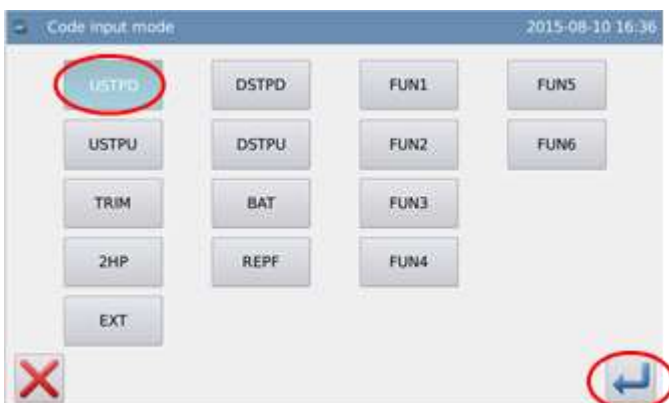 Code input mode 2015-08-10 16:36
USTPD DSTPD FUN1 FUN5
USTPU DSTPU FUN2 FUN6
TRIM BAT FUN3
2HP REPF FUN4
EXT